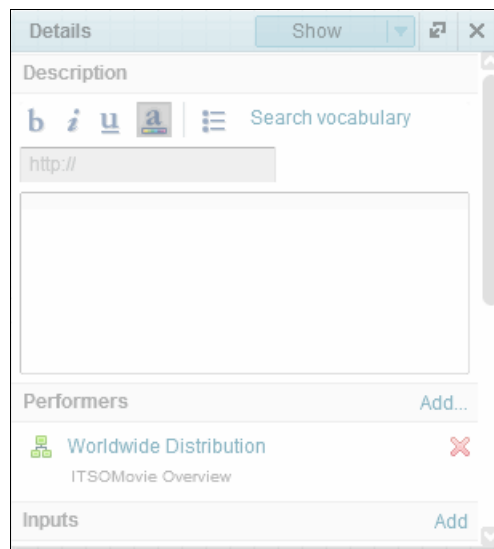 Details Show
Description
b i u a Search vocabulary
http://
Performers Add...
Worldwide Distribution
ITSOMovie Overview
Inputs Add